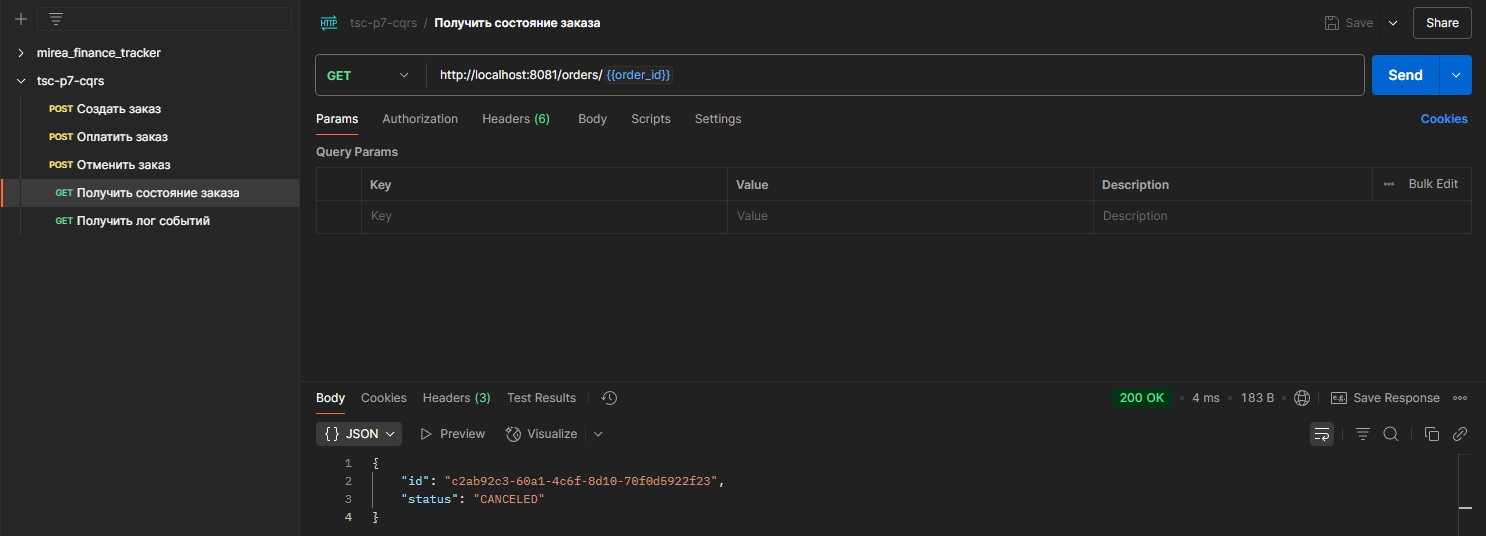 HTTP tsc-p7-cqrs / Получить состояние заказа Save Share
mirea_finance_tracker
tsc-p7-cqrs
POST Создать заказ
POST Оплатить заказ
POST Отменить заказ
GET Получить состояние заказа
GET Получить лог событий
GET http://localhost:8081/orders/ {{order_id}} Send
Params Authorization Headers (6) Body Scripts Settings Cookies
Query Params
Key Value Description Bulk Edit
Key Value Description
Body Cookies Headers (3) Test Results 200 OK • 4 ms • 183 B e.g. Save Response
{} JSON Preview Visualize
1 {
2 "id": "c2ab92c3-60a1-4c6f-8d10-70f0d5922f23",
3 "status": "CANCELED"
4 }